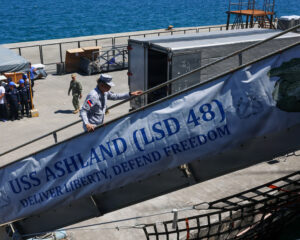 USS ASHLAND (LSD 48)
DELIVER LIBERTY, DEFEND FREEDOM